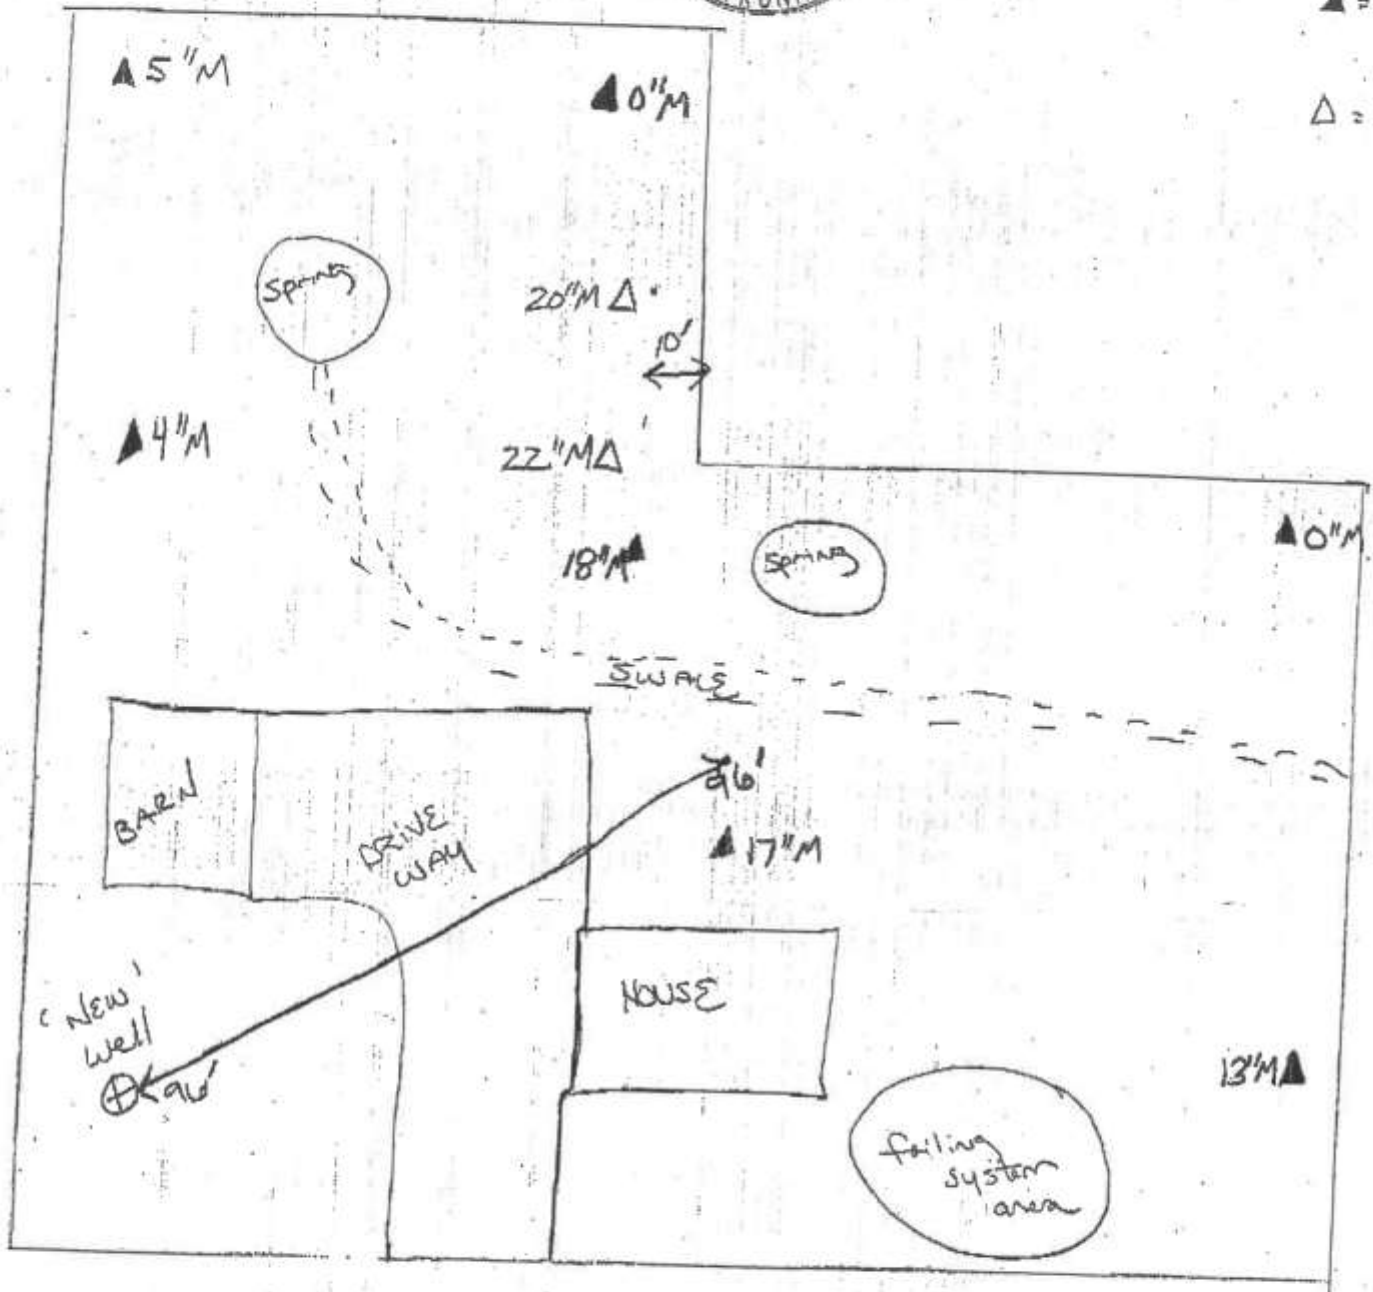 ▲ =
▲ 5"M
▲ 0"M
Δ =
Spring
20"M Δ
10'
▲ 4"M
22"M Δ
18"M ▲
Spring
▲ 0"M
SWALE
96'
BARN
DRIVE
WAY
▲ 17"M
HOUSE
'NEW'
Well
96'
13"M ▲
failing
system
area